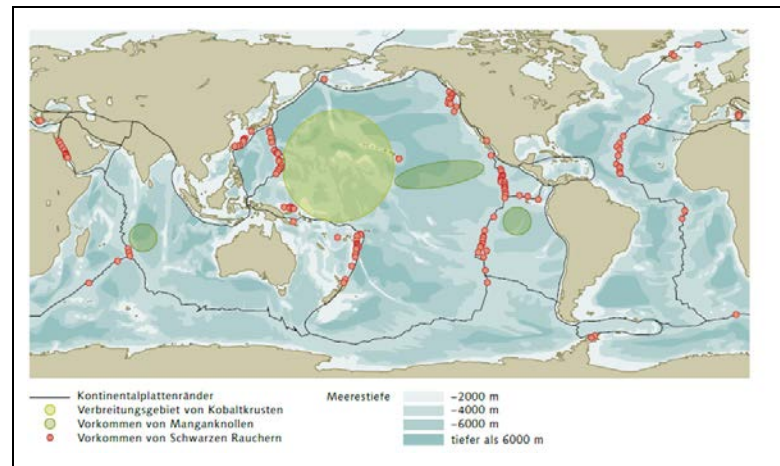 Kontinentalplattenränder
Verbreitungsgebiet von Kobaltkrusten
Vorkommen von Manganknollen
Vorkommen von Schwarzen Rauchern
Meerestiefe
–2000 m
–4000 m
–6000 m
tiefer als 6000 m